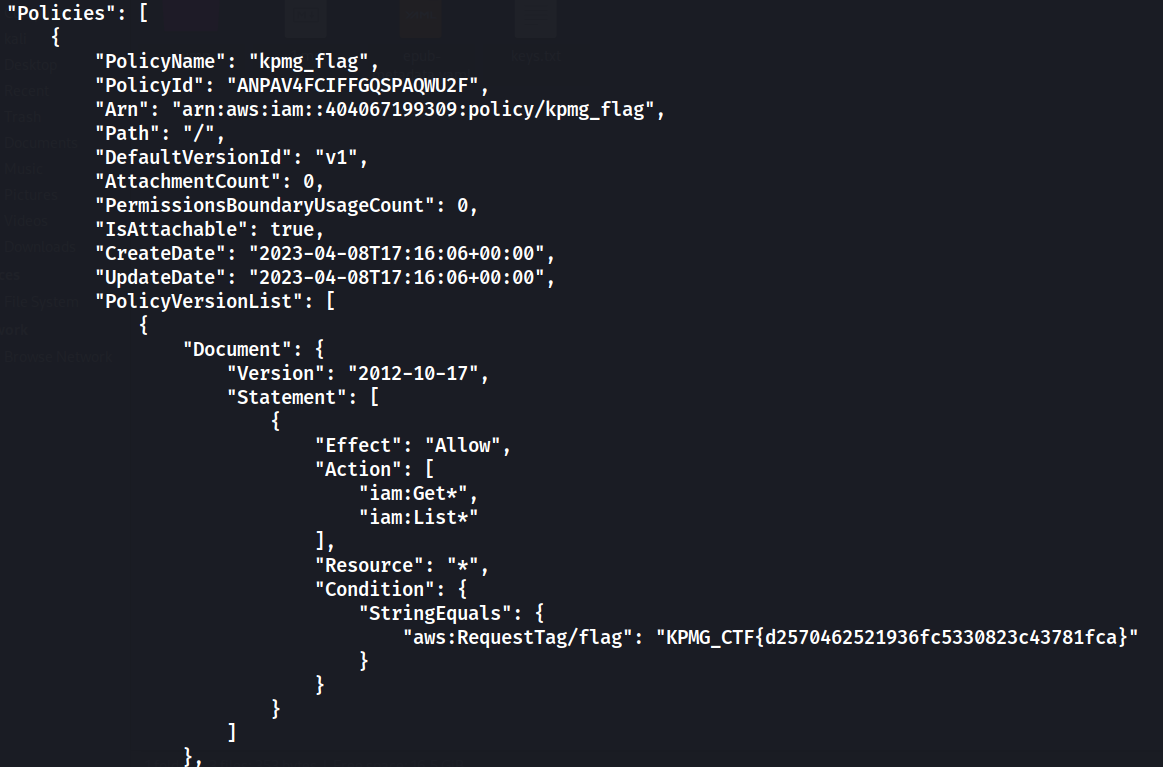 "Policies": [
{
"PolicyName": "kpmg_flag",
"PolicyId": "ANPAV4FCIFFGQSPAQWU2F",
"Arn": "arn:aws:iam::404067199309:policy/kpmg_flag",
"Path": "/",
"DefaultVersionId": "v1",
"AttachmentCount": 0,
"PermissionsBoundaryUsageCount": 0,
"IsAttachable": true,
"CreateDate": "2023-04-08T17:16:06+00:00",
"UpdateDate": "2023-04-08T17:16:06+00:00",
"PolicyVersionList": [
{
"Document": {
"Version": "2012-10-17",
"Statement": [
{
"Effect": "Allow",
"Action": [
"iam:Get*",
"iam:List*"
],
"Resource": "*",
"Condition": {
"StringEquals": {
"aws:RequestTag/flag": "KPMG_CTF{d2570462521936fc5330823c43781fca}"
}
}
}
]
},